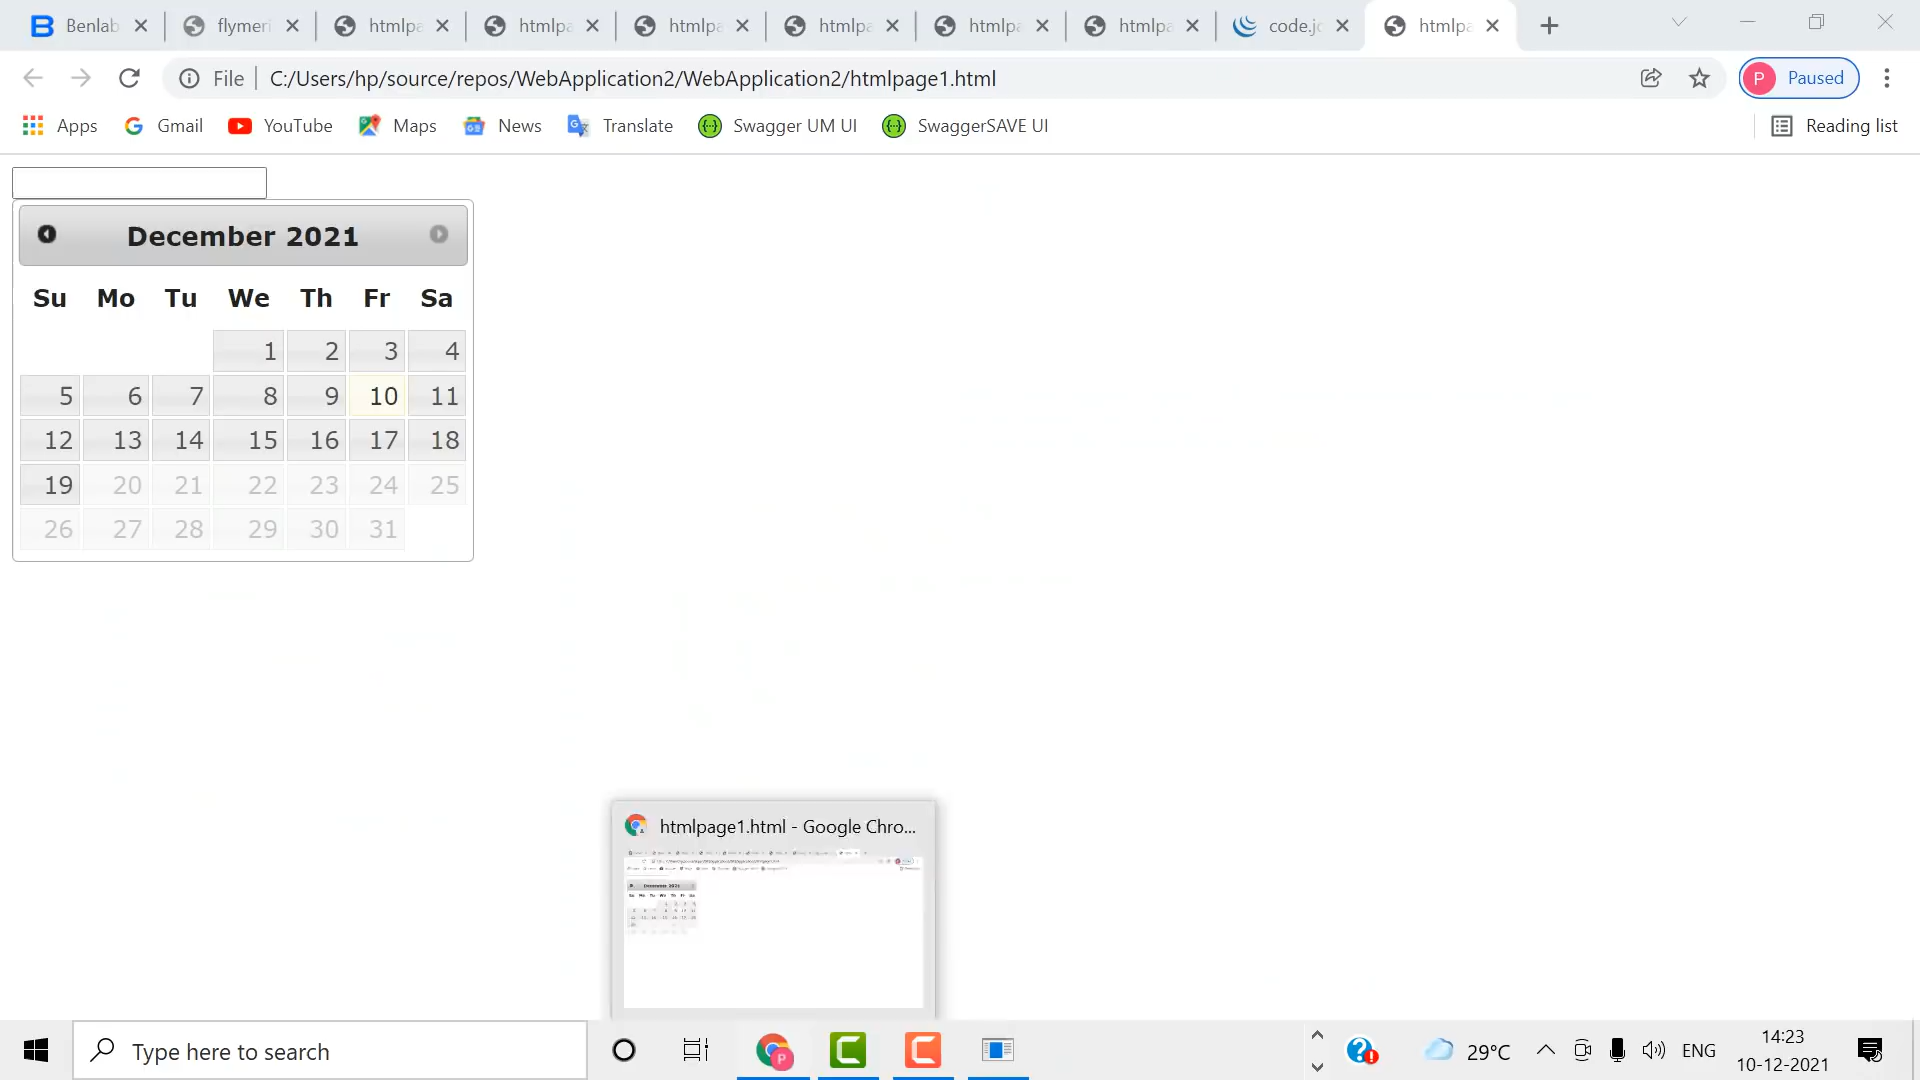 Benlab flymeri htmlpa htmlpa htmlpa htmlpa htmlpa htmlpa code.jc htmlpa
File C:/Users/hp/source/repos/WebApplication2/WebApplication2/htmlpage1.html P Paused
Apps Gmail YouTube Maps News Translate Swagger UM UI SwaggerSAVE UI Reading list
December 2021
Su Mo Tu We Th Fr Sa
1 2 3 4
5 6 7 8 9 10 11
12 13 14 15 16 17 18
19 20 21 22 23 24 25
26 27 28 29 30 31
htmlpage1.html - Google Chro...
Type here to search
29°C
ENG
14:23
10-12-2021